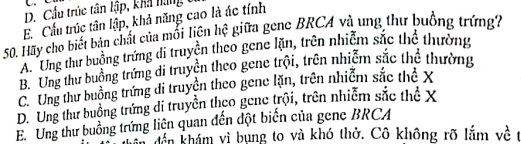 D. Cấu trúc tân lập, khả năng
E. Cấu trúc tân lập, khả năng cao là ác tính
50. Hãy cho biết bản chất của mối liên hệ giữa gene BRCA và ung thư buồng trứng?
A. Ung thư buồng trứng di truyền theo gene lặn, trên nhiễm sắc thể thường
B. Ung thư buồng trứng di truyền theo gene trội, trên nhiễm sắc thể thường
C. Ung thư buồng trứng di truyền theo gene lặn, trên nhiễm sắc thể X
D. Ung thư buồng trứng di truyền theo gene trội, trên nhiễm sắc thể X
E. Ung thư buồng trứng liên quan đến đột biến của gene BRCA
đến khám vì bụng to và khó thở. Cô không rõ lắm về